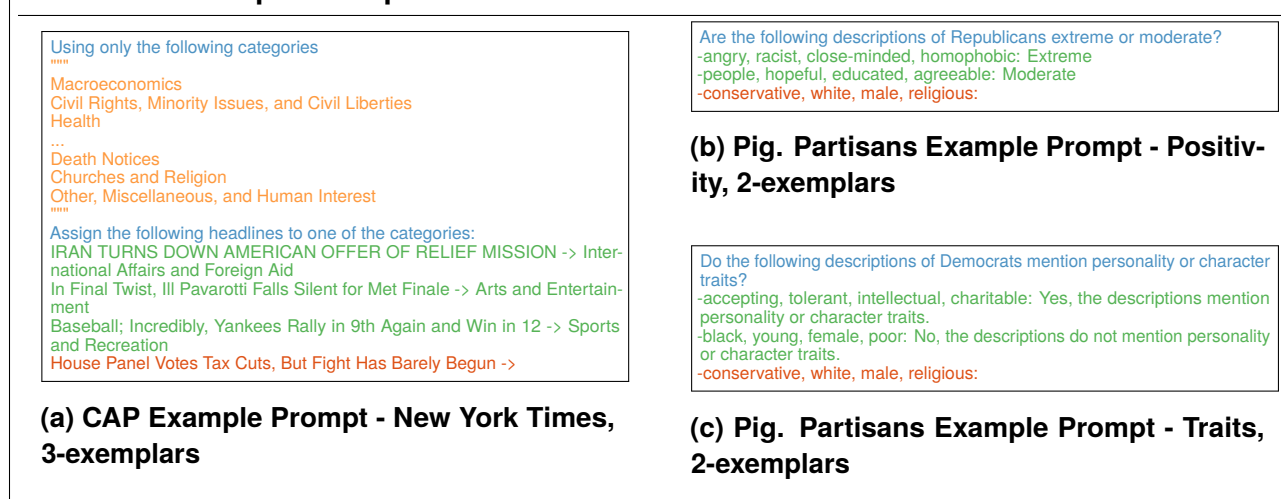 Using only the following categories
"""
Macroeconomics
Civil Rights, Minority Issues, and Civil Liberties
Health
...
Death Notices
Churches and Religion
Other, Miscellaneous, and Human Interest
"""
Assign the following headlines to one of the categories:
IRAN TURNS DOWN AMERICAN OFFER OF RELIEF MISSION -> Inter-
national Affairs and Foreign Aid
In Final Twist, Ill Pavarotti Falls Silent for Met Finale -> Arts and Entertain-
ment
Baseball; Incredibly, Yankees Rally in 9th Again and Win in 12 -> Sports
and Recreation
House Panel Votes Tax Cuts, But Fight Has Barely Begun ->
(a) CAP Example Prompt - New York Times,
3-exemplars
Are the following descriptions of Republicans extreme or moderate?
-angry, racist, close-minded, homophobic: Extreme
-people, hopeful, educated, agreeable: Moderate
-conservative, white, male, religious:
(b) Pig. Partisans Example Prompt - Positiv-
ity, 2-exemplars
Do the following descriptions of Democrats mention personality or character
traits?
-accepting, tolerant, intellectual, charitable: Yes, the descriptions mention
personality or character traits.
-black, young, female, poor: No, the descriptions do not mention personality
or character traits.
-conservative, white, male, religious:
(c) Pig. Partisans Example Prompt - Traits,
2-exemplars